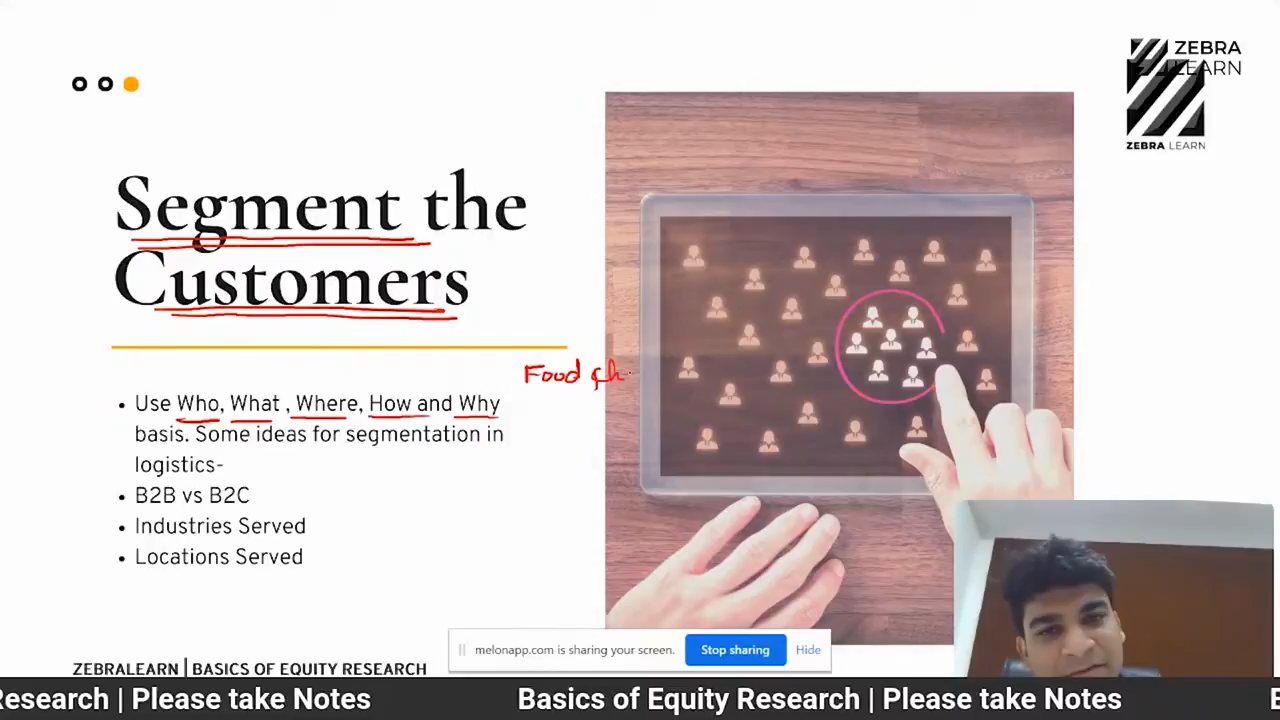 ZEBRA
LEARN
ZEBRA LEARN
Segment the
Customers
Food
• Use Who, What , Where, How and Why
basis. Some ideas for segmentation in
logistics-
• B2B vs B2C
• Industries Served
• Locations Served
melonapp.com is sharing your screen.
Stop sharing
Hide
ZEBRALEARN | BASICS OF EQUITY RESEARCH
Research | Please take Notes
Basics of Equity Research | Please take Notes